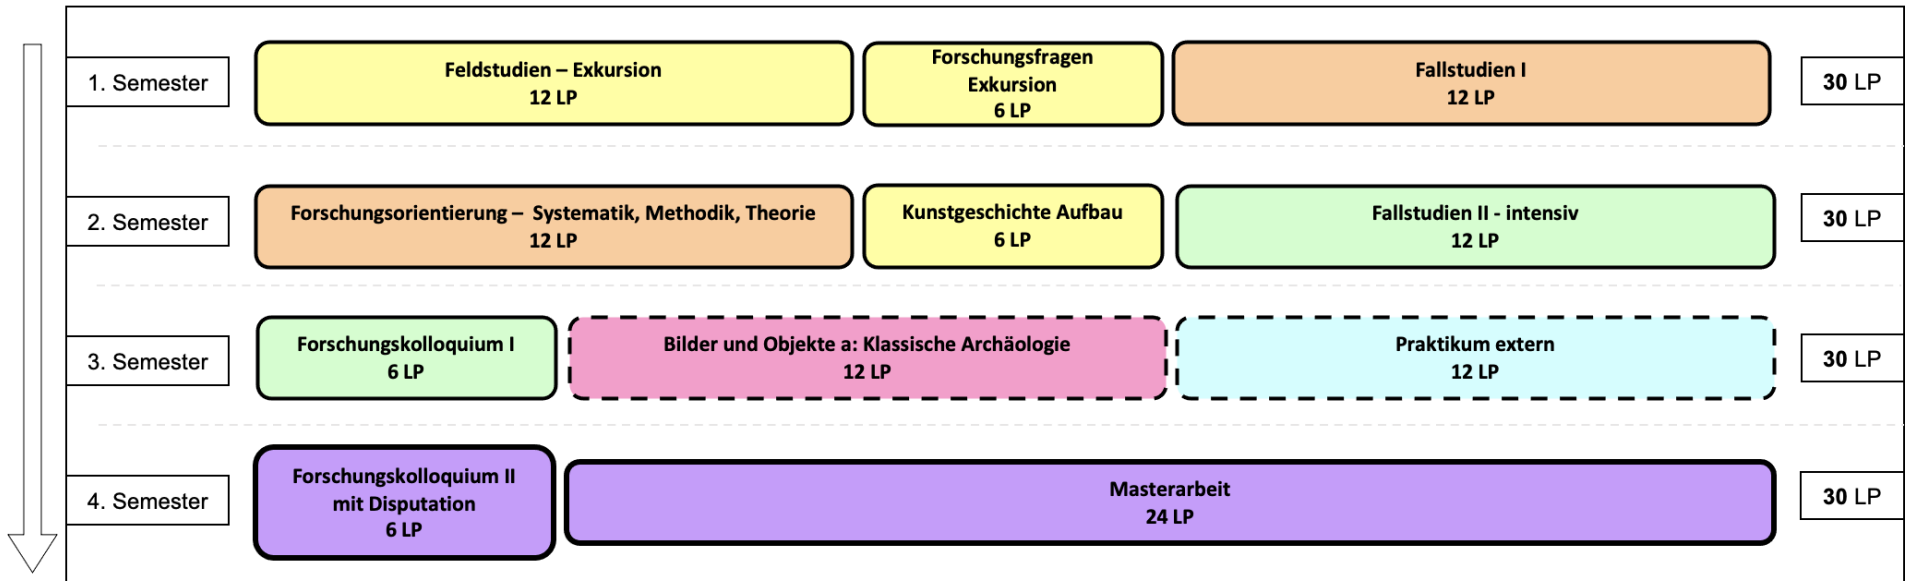 1. Semester
Feldstudien – Exkursion
12 LP
Forschungsfragen
Exkursion
6 LP
Fallstudien I
12 LP
30 LP
2. Semester
Forschungsorientierung – Systematik, Methodik, Theorie
12 LP
Kunstgeschichte Aufbau
6 LP
Fallstudien II - intensiv
12 LP
30 LP
3. Semester
Forschungskolloquium I
6 LP
Bilder und Objekte a: Klassische Archäologie
12 LP
Praktikum extern
12 LP
30 LP
4. Semester
Forschungskolloquium II
mit Disputation
6 LP
Masterarbeit
24 LP
30 LP